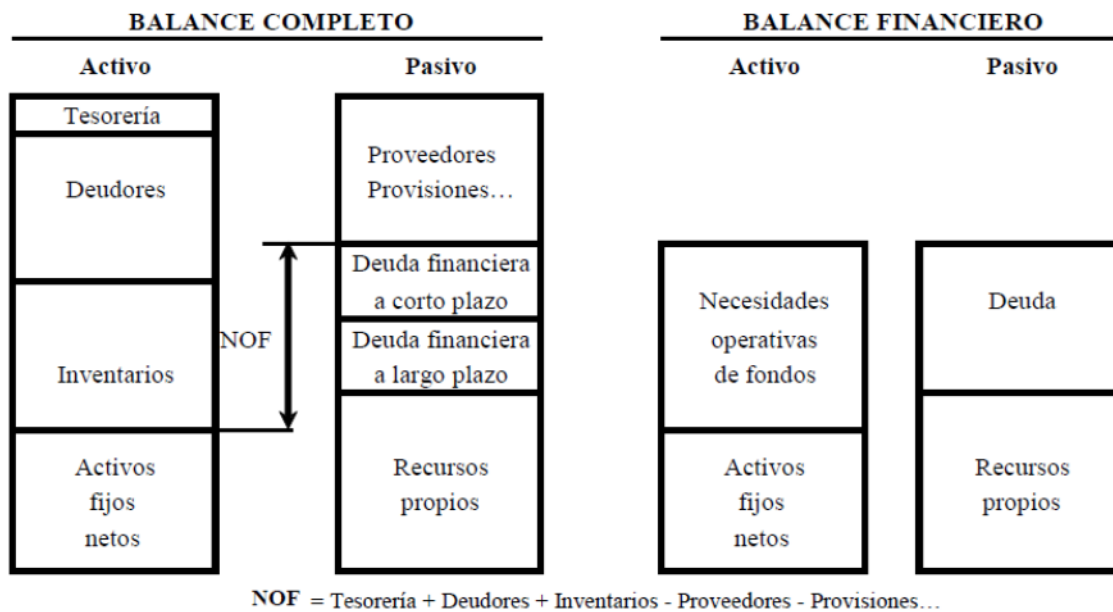 BALANCE COMPLETO
Activo
Pasivo
Tesorería
Deudores
Inventarios
Activos
fijos
netos
NOF
Proveedores
Provisiones…
Deuda financiera
a corto plazo
Deuda financiera
a largo plazo
Recursos
propios
BALANCE FINANCIERO
Activo
Pasivo
Necesidades
operativas
de fondos
Activos
fijos
netos
Deuda
Recursos
propios
NOF = Tesorería + Deudores + Inventarios - Proveedores - Provisiones…